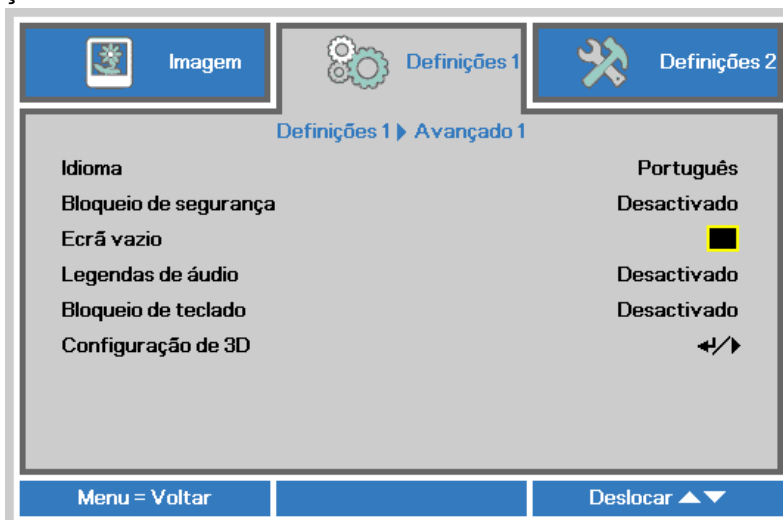 Imagem Definições 1 Definições 2
Definições 1 Avançado 1
Idioma Português
Bloqueio de segurança Desactivado
Ecrã vazio
Legendas de áudio Desactivado
Bloqueio de teclado Desactivado
Configuração de 3D
Menu = Voltar Deslocar